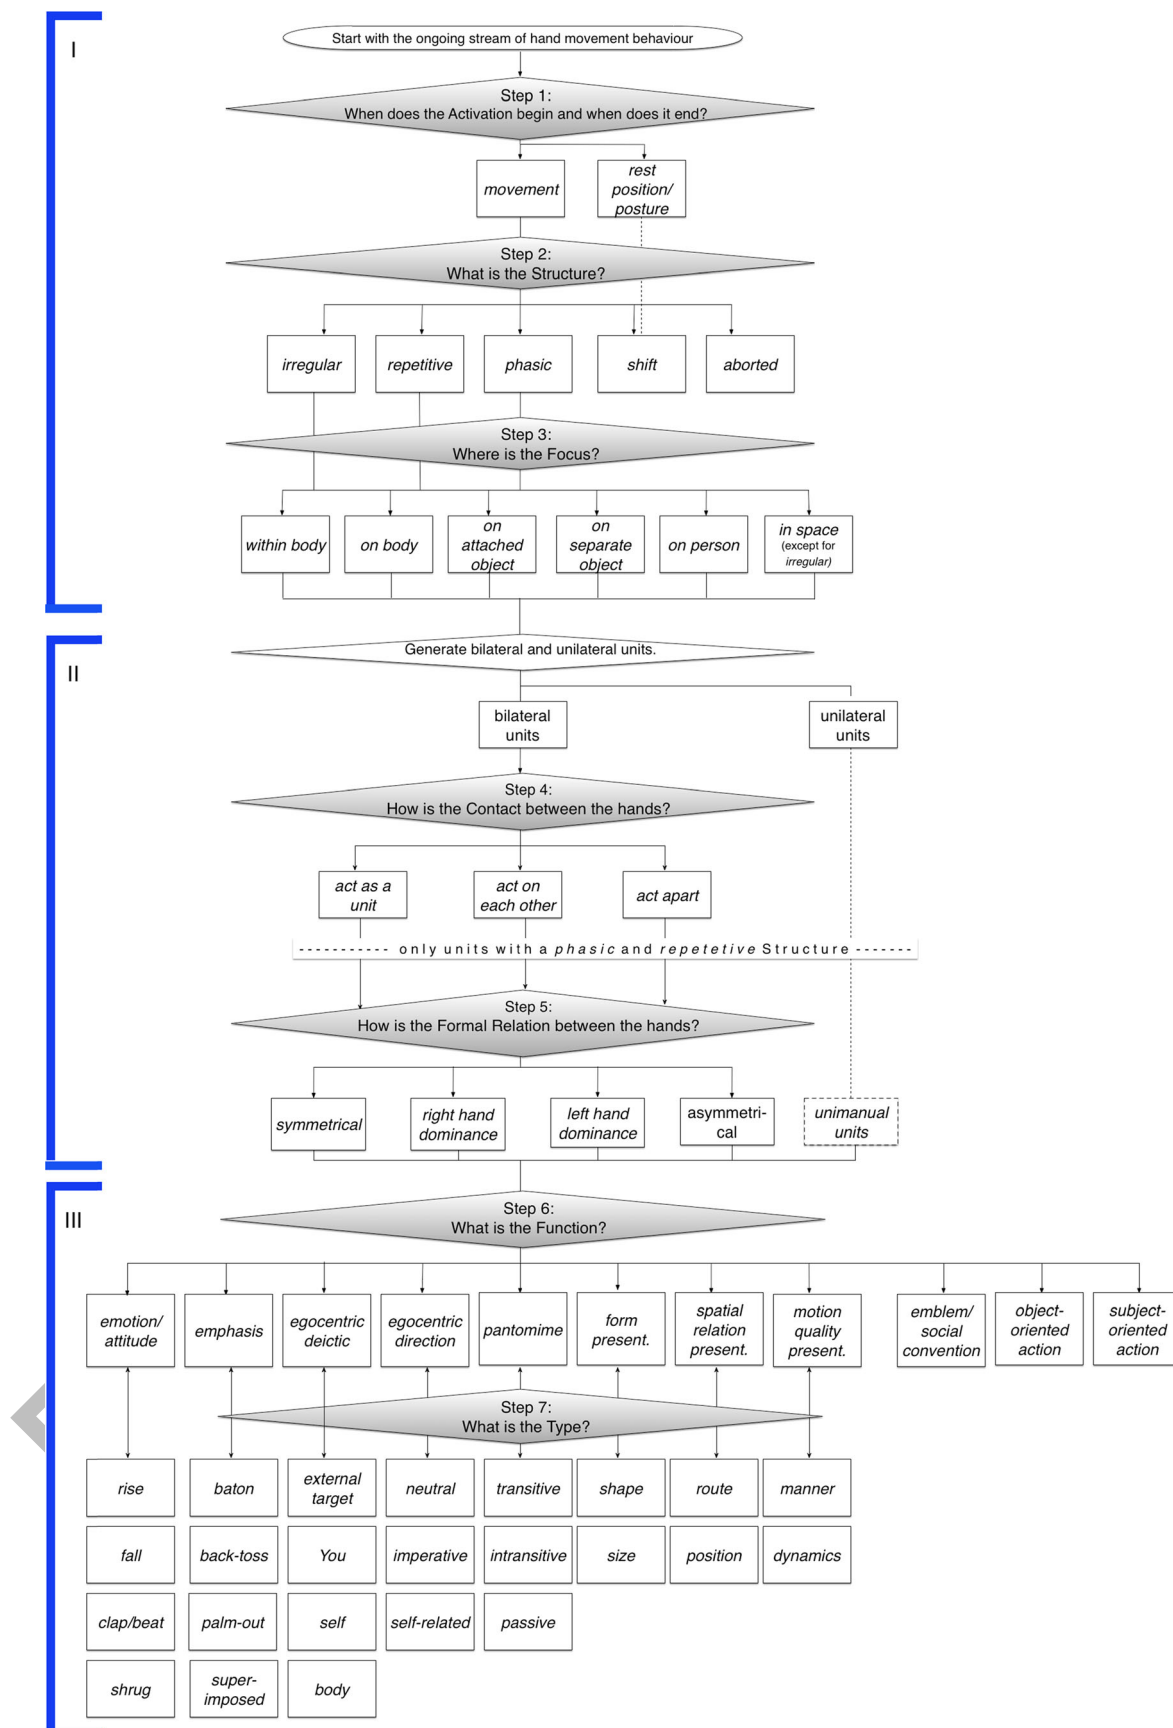 I
Start with the ongoing stream of hand movement behaviour
Step 1:
When does the Activation begin and when does it end?
movement
rest
position/
posture
Step 2:
What is the Structure?
irregular
repetitive
phasic
shift
aborted
Step 3:
Where is the Focus?
within body
on body
on
attached
object
on
separate
object
on person
in space
(except for
irregular)
II
Generate bilateral and unilateral units.
bilateral
units
unilateral
units
Step 4:
How is the Contact between the hands?
act as a
unit
act on
each other
act apart
---------- only units with a phasic and repetetive Structure -------
Step 5:
How is the Formal Relation between the hands?
symmetrical
right hand
dominance
left hand
dominance
asymmetri-
cal
unimanual
units
III
Step 6:
What is the Function?
emotion/
attitude
emphasis
egocentric
deictic
egocentric
direction
pantomime
form
present.
spatial
relation
present.
motion
quality
present.
emblem/
social
convention
object-
oriented
action
subject-
oriented
action
Step 7:
What is the Type?
rise
baton
external
target
neutral
transitive
shape
route
manner
fall
back-toss
You
imperative
intransitive
size
position
dynamics
clap/beat
palm-out
self
self-related
passive
shrug
super-
imposed
body